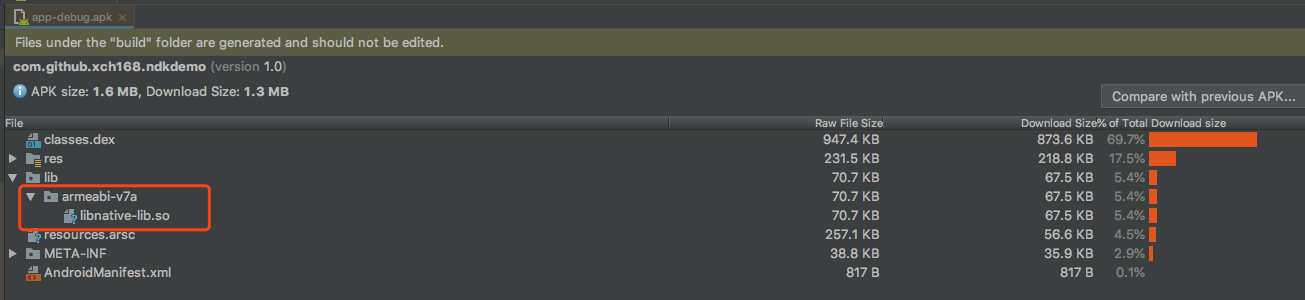 app-debug.apk ×
Files under the "build" folder are generated and should not be edited.
com.github.xch168.ndkdemo (version 1.0)
APK size: 1.6 MB, Download Size: 1.3 MB
Compare with previous APK...
File Raw File Size Download Size % of Total Download size
classes.dex 947.4 KB 873.6 KB 69.7%
res 231.5 KB 218.8 KB 17.5%
lib 70.7 KB 67.5 KB 5.4%
armeabi-v7a 70.7 KB 67.5 KB 5.4%
libnative-lib.so 70.7 KB 67.5 KB 5.4%
resources.arsc 257.1 KB 56.6 KB 4.5%
META-INF 38.8 KB 35.9 KB 2.9%
AndroidManifest.xml 817 B 817 B 0.1%